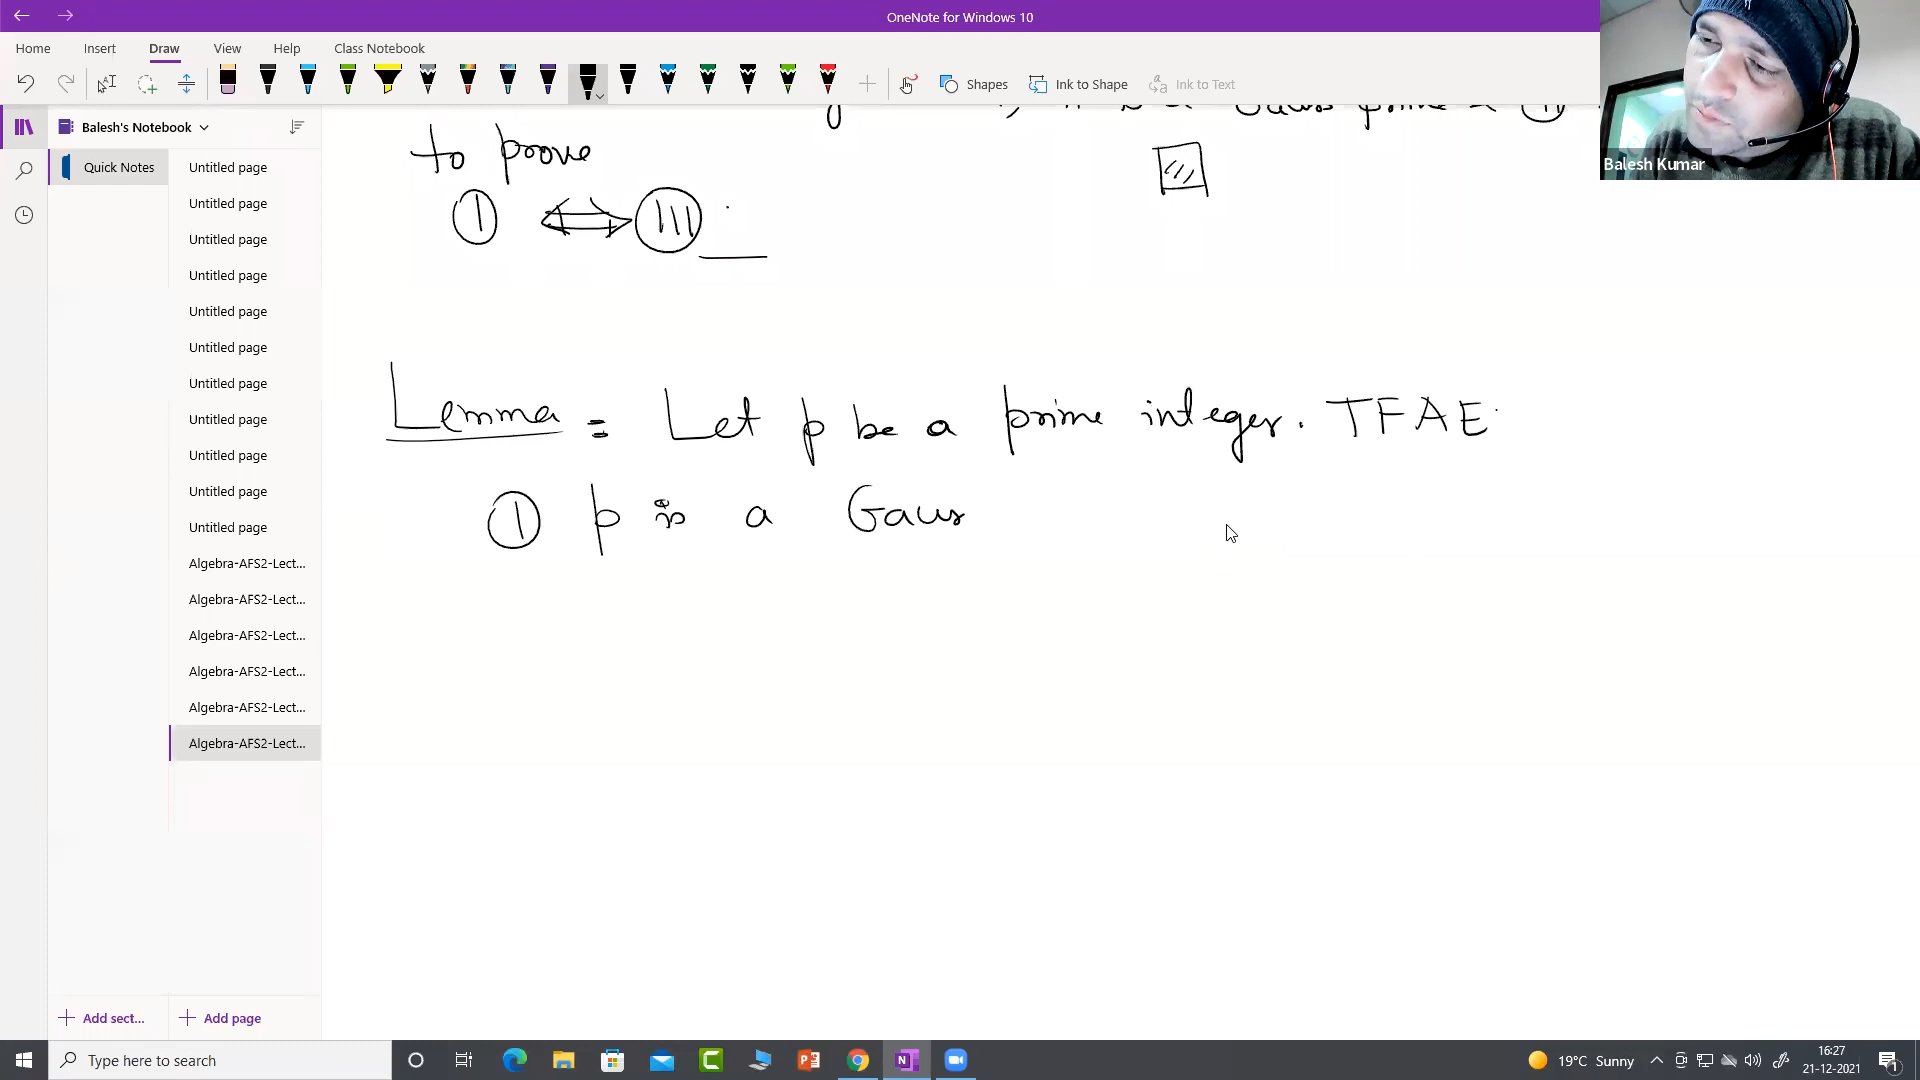 OneNote for Windows 10
Home Insert Draw View Help Class Notebook
Shapes Ink to Shape Ink to Text
Balesh Kumar
Balesh's Notebook
Quick Notes
Untitled page
Untitled page
Untitled page
Untitled page
Untitled page
Untitled page
Untitled page
Untitled page
Untitled page
Untitled page
Untitled page
Algebra-AFS2-Lect...
Algebra-AFS2-Lect...
Algebra-AFS2-Lect...
Algebra-AFS2-Lect...
Algebra-AFS2-Lect...
Algebra-AFS2-Lect...
Add sect...
Add page
to prove
Ⓘ ⟺ (III)
Lemma = Let p be a prime integer. TFAE
Ⓘ p is a Gauss
Type here to search
19°C Sunny
16:27
21-12-2021
1